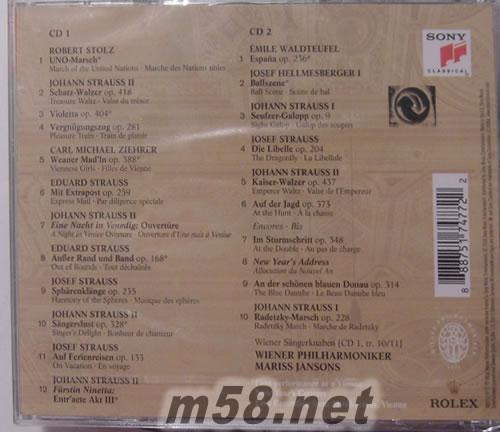 CD 1
ROBERT STOLZ
1 UNO-Marsch*
March of the United Nations · Marche des Nations unies
JOHANN STRAUSS II
2 Schatz-Walzer op. 418
Treasure Waltz · Valse du trésor
3 Violetta op. 404*
4 Vergnügungszug op. 281
Pleasure Train · Train de plaisir
CARL MICHAEL ZIEHRER
5 Weaner Mad'ln op. 388*
Viennese Girls · Filles de Vienne
EDUARD STRAUSS
6 Mit Extrapost op. 259
Express Mail · Par diligence spéciale
JOHANN STRAUSS II
7 Eine Nacht in Venedig: Ouvertüre
A Night in Venice: Overture · Ouverture d'Une nuit à Venise
EDUARD STRAUSS
8 Außer Rand und Band op. 168*
Out of Bounds · Tout déchaînés
JOSEF STRAUSS
9 Sphärenklänge op. 235
Harmony of the Spheres · Musique des sphères
JOHANN STRAUSS II
10 Sängerslust op. 328*
Singer's Delight · Bonheur de chanteur
JOSEF STRAUSS
11 Auf Ferienreisen op. 133
On Vacation · En voyage
JOHANN STRAUSS II
12 Fürstin Ninetta:
Entr'acte Akt III*
CD 2
ÉMILE WALDTEUFEL
1 España op. 236*
JOSEF HELLMESBERGER I
2 Ballszene*
Ball Scene · Scène de bal
JOHANN STRAUSS I
3 Seufzer-Galopp op. 9
Sighs Galop · Galop des soupirs
JOSEF STRAUSS
4 Die Libelle op. 204
The Dragonfly · La Libellule
JOHANN STRAUSS II
5 Kaiser-Walzer op. 437
Emperor Waltz · Valse de l'Empereur
6 Auf der Jagd op. 373
At the Hunt · À la chasse
Encores · Bis
7 Im Sturmschritt op. 348
At the Double · Au pas de charge
8 New Year's Address
Allocution du Nouvel An
9 An der schönen blauen Donau op. 314
The Blue Danube · Le Beau Danube bleu
JOHANN STRAUSS I
10 Radetzky-Marsch op. 228
Radetzky March · Marche de Radetzky
Wiener Sängerknaben [CD 1, tr. 10/11]
WIENER PHILHARMONIKER
MARISS JANSONS
SONY
CLASSICAL
8 88751 74772 2
ROLEX
m58.net